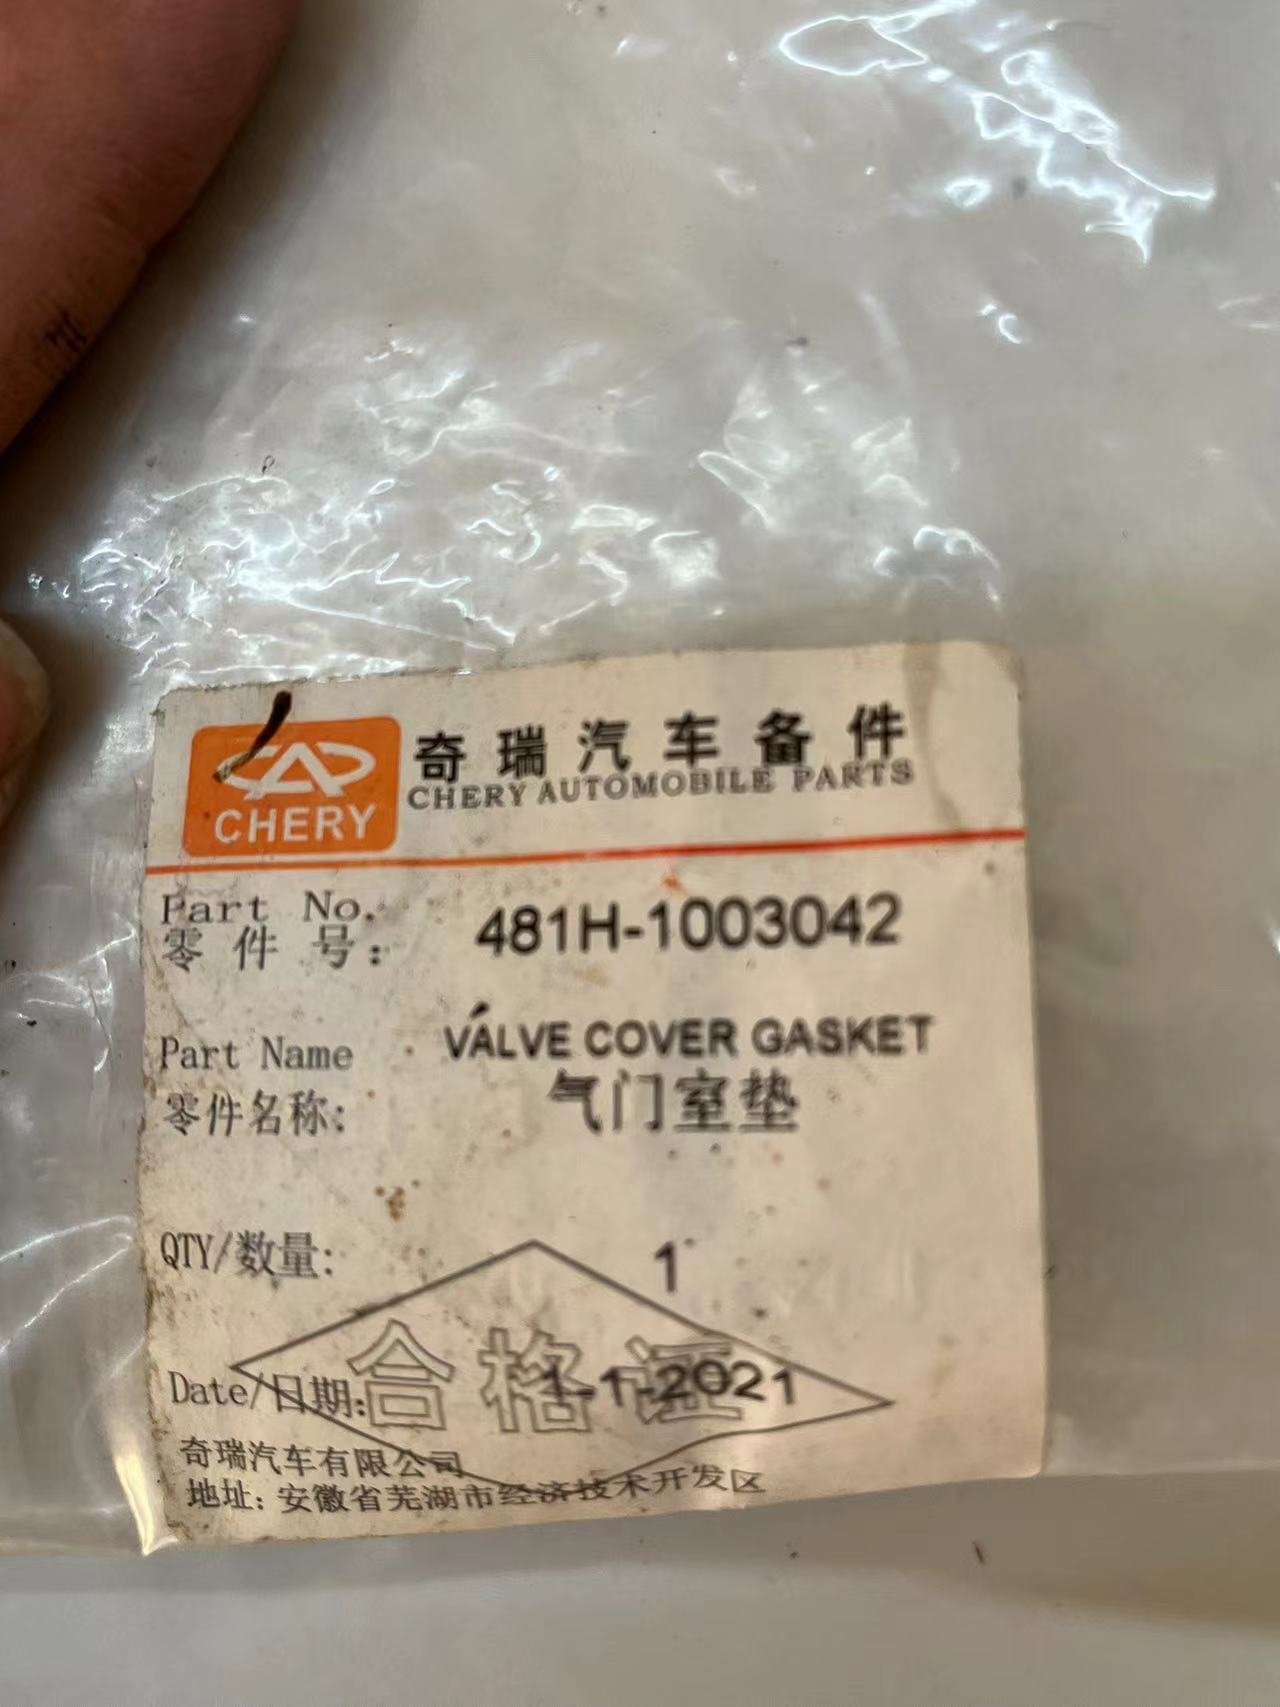 奇瑞汽车备件
CHERY AUTOMOBILE PARTS
CHERY
Part No.
零件号: 481H-1003042
Part Name VALVE COVER GASKET
零件名称: 气门室垫
QTY/数量: 1
合格证
Date/日期: 1-1-2021
奇瑞汽车有限公司
地址: 安徽省芜湖市经济技术开发区